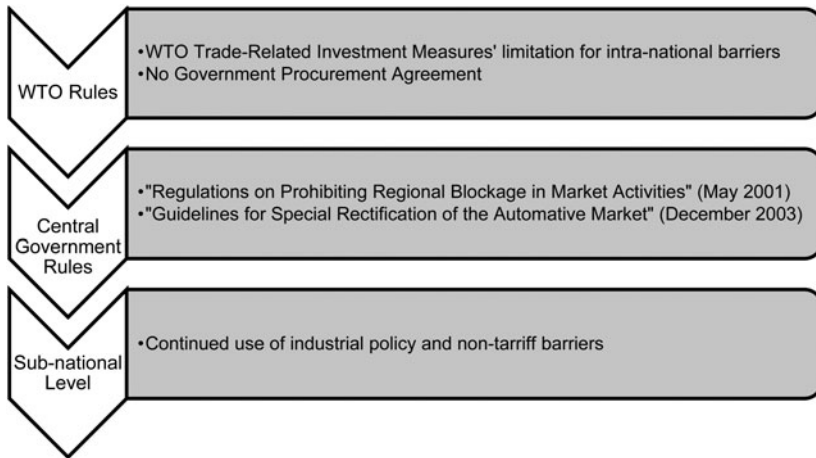 WTO Rules
•WTO Trade-Related Investment Measures' limitation for intra-national barriers
•No Government Procurement Agreement
Central
Government
Rules
•"Regulations on Prohibiting Regional Blockage in Market Activities" (May 2001)
•"Guidelines for Special Rectification of the Automative Market" (December 2003)
Sub-national
Level
•Continued use of industrial policy and non-tarriff barriers